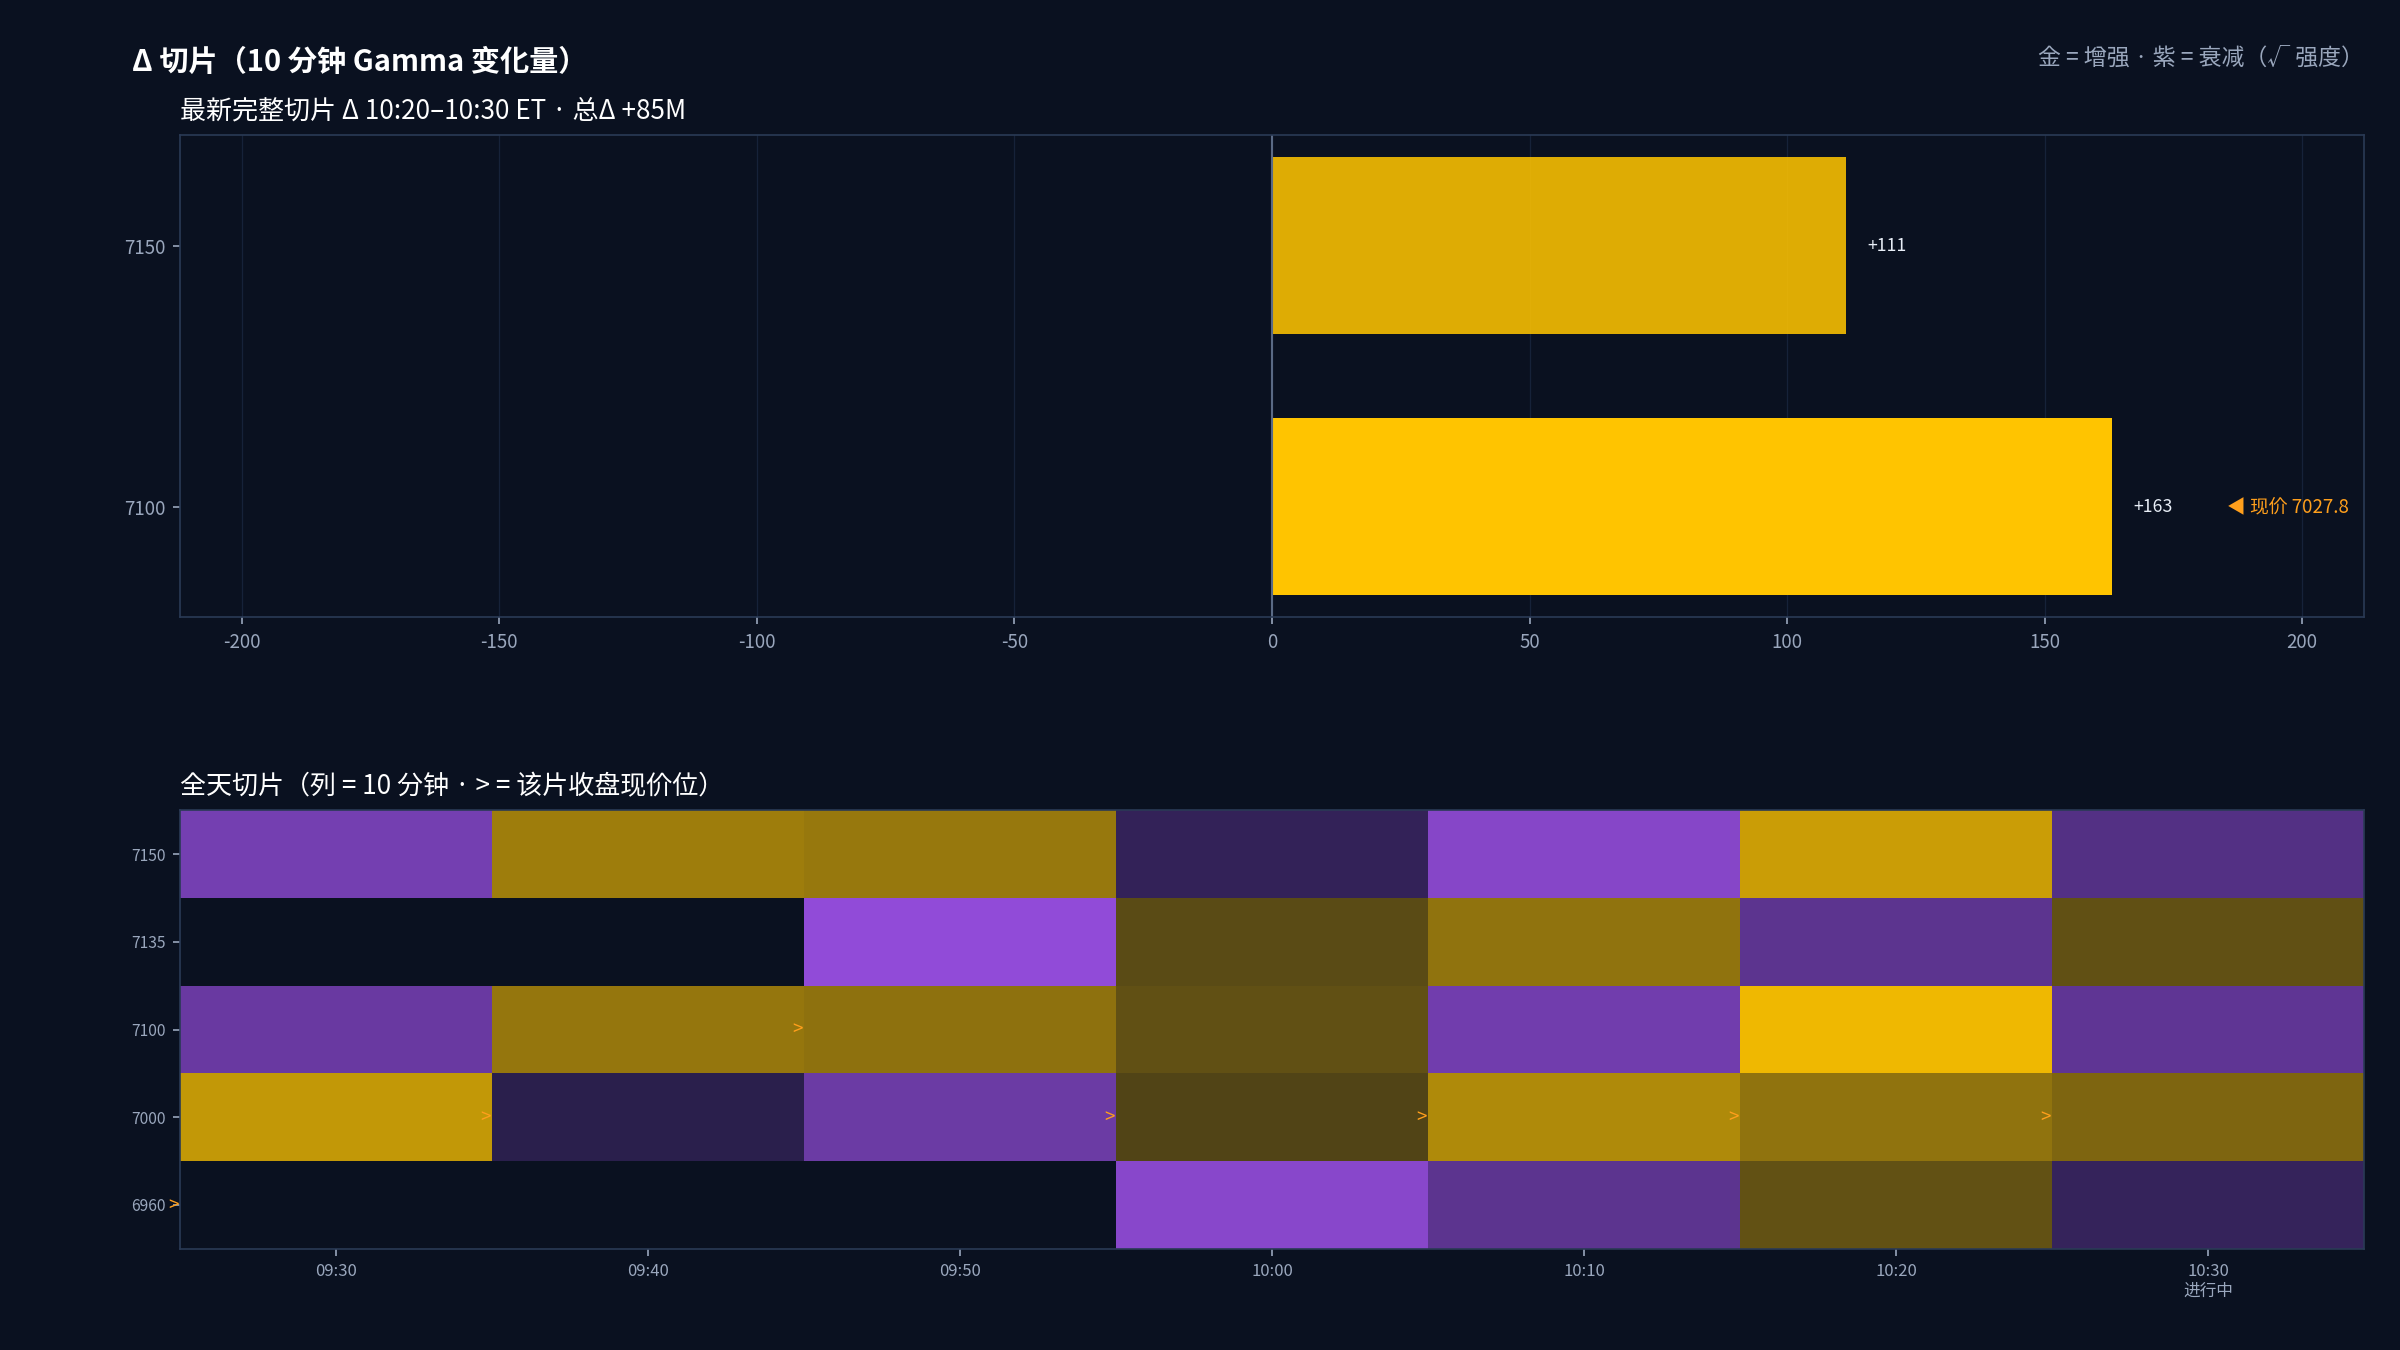 Δ 切片（10 分钟 Gamma 变化量）
金 = 增强 · 紫 = 衰减（√ 强度）
最新完整切片 Δ 10:20–10:30 ET · 总Δ +85M
7150
+111
7100
+163
◀ 现价 7027.8
-200 -150 -100 -50 0 50 100 150 200
全天切片（列 = 10 分钟 · > = 该片收盘现价位）
7150
7135
7100 >
7000 > > > > >
6960 >
09:30 09:40 09:50 10:00 10:10 10:20 10:30
进行中